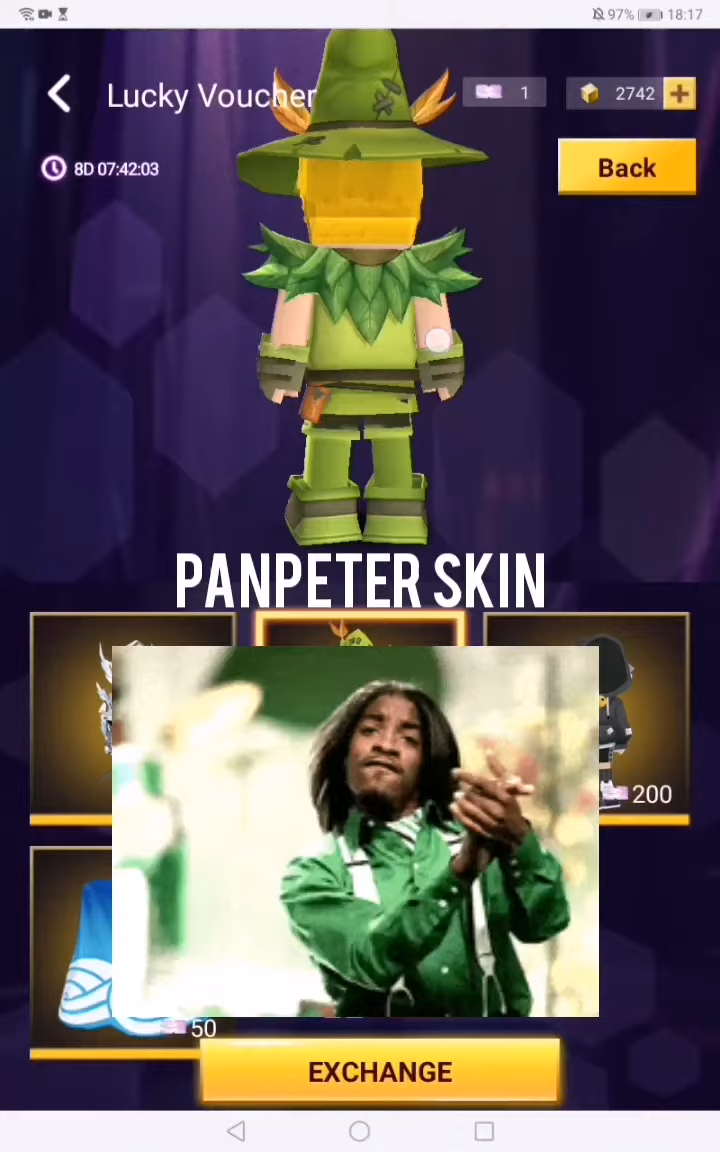 97% 18:17
Lucky Voucher 1 2742 +
8D 07:42:03
Back
PANPETER SKIN
200
50
EXCHANGE